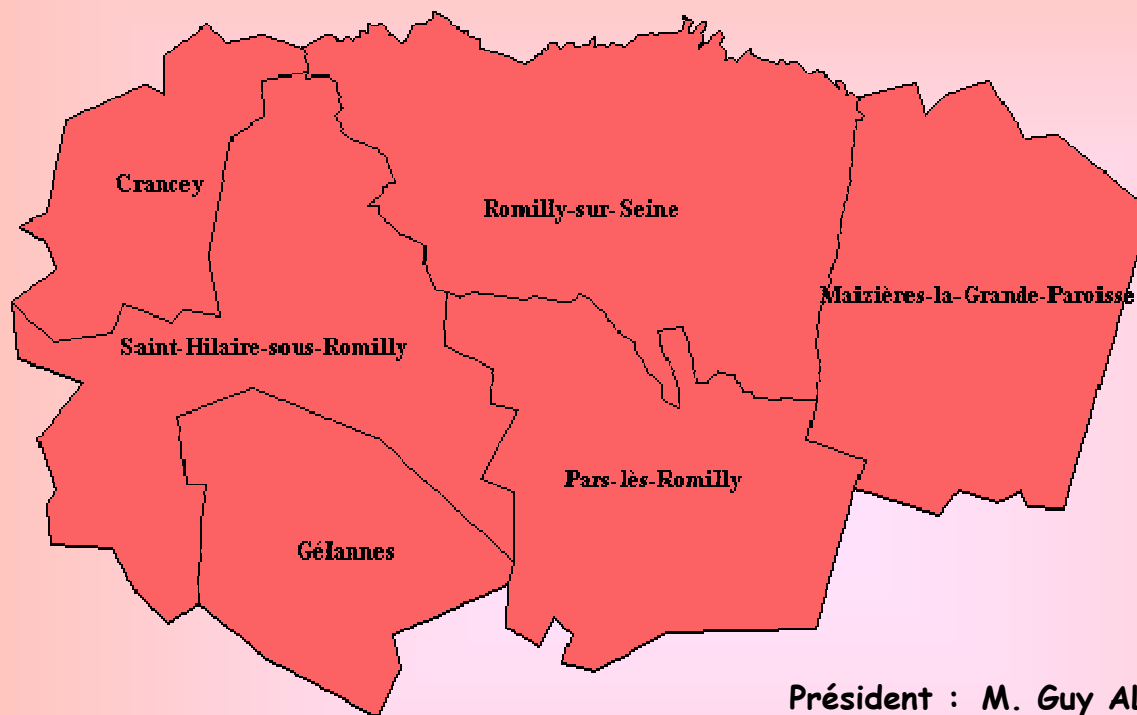 Crancey
Romilly-sur-Seine
Maizières-la-Grande-Paroisse
Saint-Hilaire-sous-Romilly
Pars-lès-Romilly
Gélannes
Président : M. Guy